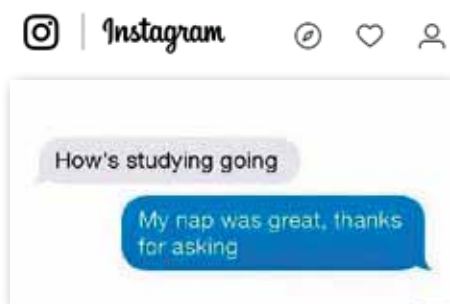 Instagram
How's studying going
My nap was great, thanks
for asking